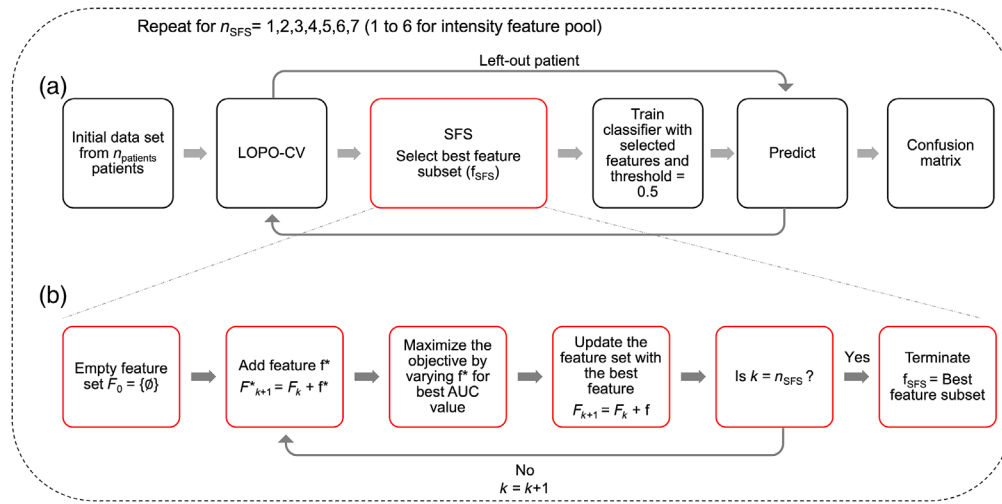 Repeat for nSFS= 1,2,3,4,5,6,7 (1 to 6 for intensity feature pool)
Left-out patient
(a)
Initial data set
from npatients
patients
LOPO-CV
SFS
Select best feature
subset (fSFS)
Train
classifier with
selected
features and
threshold =
0.5
Predict
Confusion
matrix
(b)
Empty feature
set F0 = {∅}
Add feature f*
F*k+1 = Fk + f*
Maximize the
objective by
varying f* for
best AUC
value
Update the
feature set with
the best
feature
Fk+1 = Fk + f
Is k = nSFS ?
Yes
Terminate
fSFS = Best
feature subset
No
k = k+1